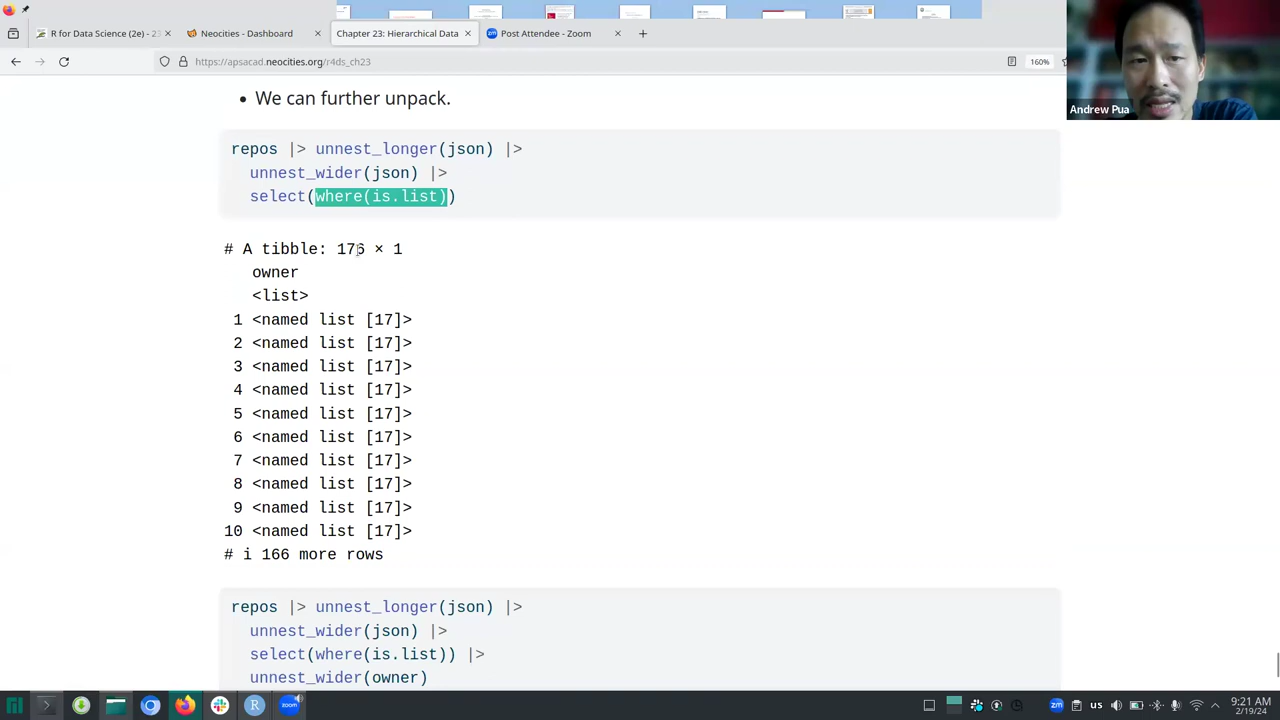 R for Data Science (2e) - 2
Neocities - Dashboard
Chapter 23: Hierarchical Data
Post Attendee - Zoom
https://apsacad.neocities.org/r4ds_ch23
160%
Andrew Pua
• We can further unpack.
repos |> unnest_longer(json) |>
unnest_wider(json) |>
select(where(is.list))
# A tibble: 176 × 1
owner
<list>
1 <named list [17]>
2 <named list [17]>
3 <named list [17]>
4 <named list [17]>
5 <named list [17]>
6 <named list [17]>
7 <named list [17]>
8 <named list [17]>
9 <named list [17]>
10 <named list [17]>
# i 166 more rows
repos |> unnest_longer(json) |>
unnest_wider(json) |>
select(where(is.list)) |>
unnest_wider(owner)
us
9:21 AM
2/19/24